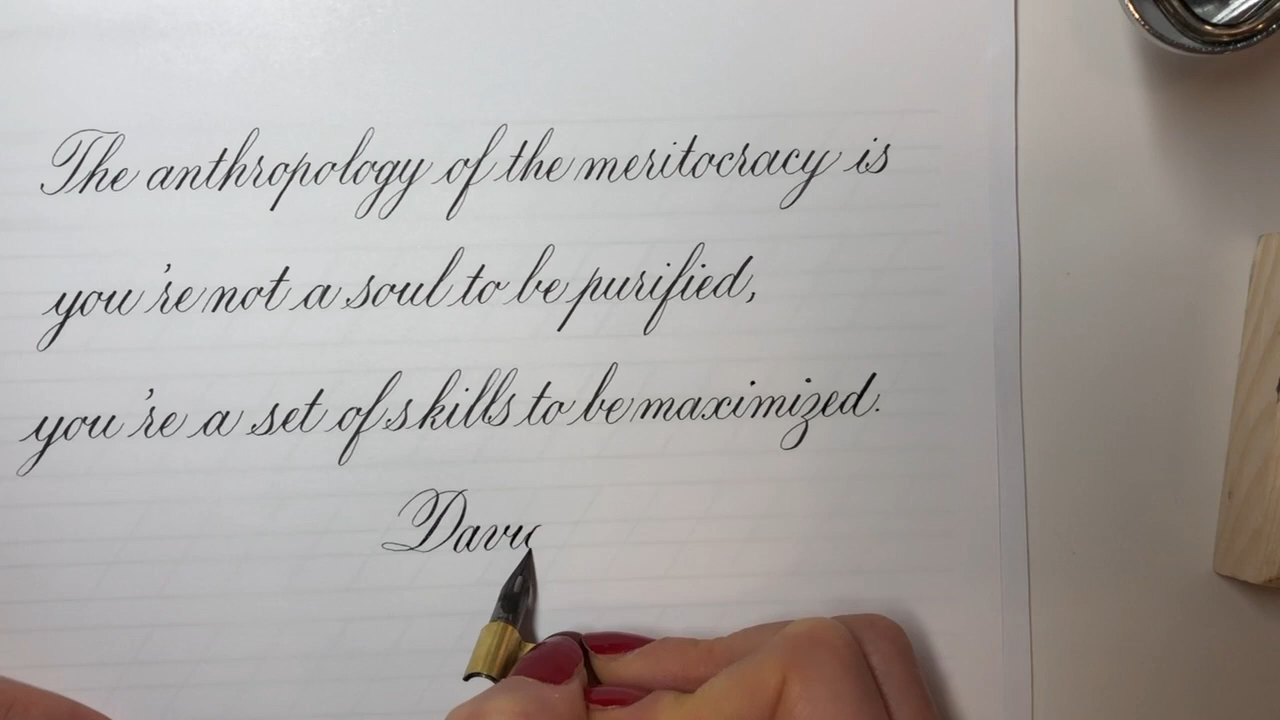 The anthropology of the meritocracy is
you're not a soul to be purified,
you're a set of skills to be maximized.